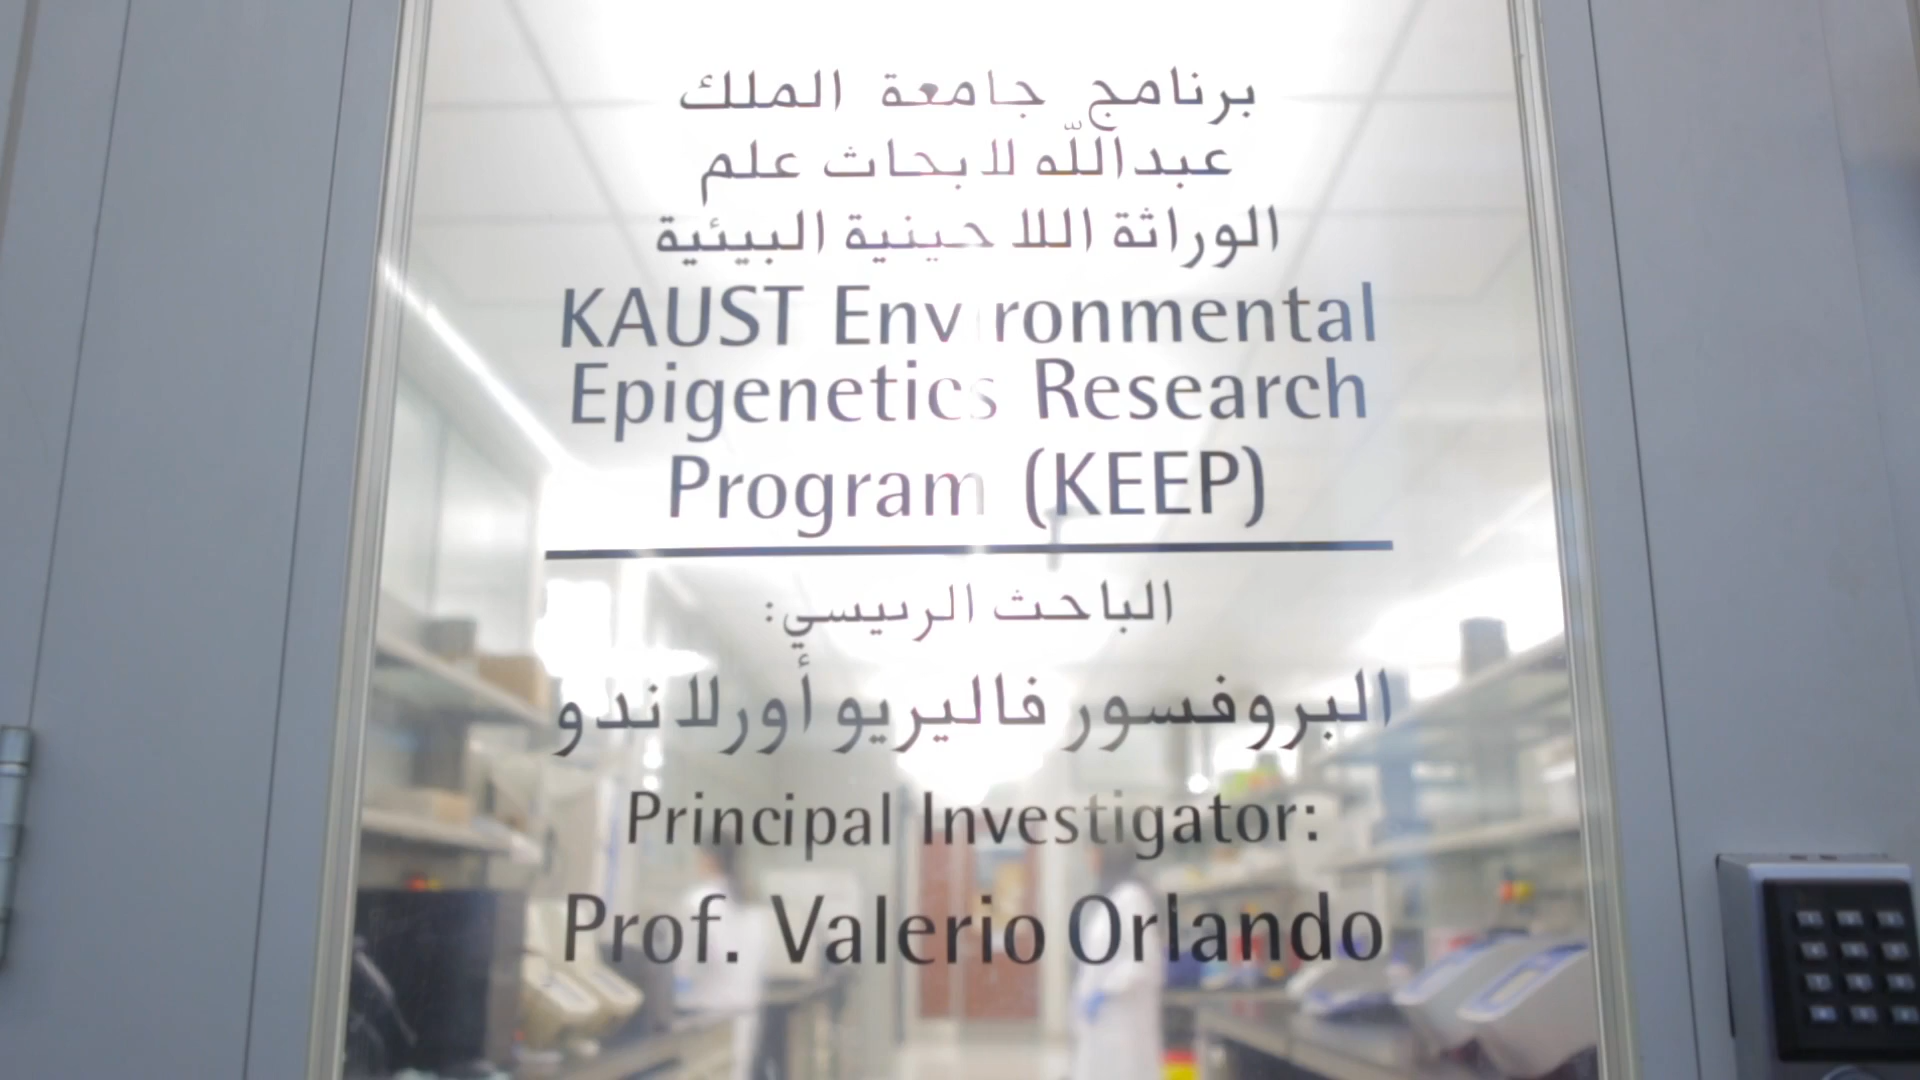 برنامج جامعة الملك
عبدالله لابحاث علم
الوراثة اللاجينية البيئية
KAUST Environmental
Epigenetics Research
Program (KEEP)
الباحث الرئيسي:
البروفسور فاليريو أورلاندو
Principal Investigator:
Prof. Valerio Orlando